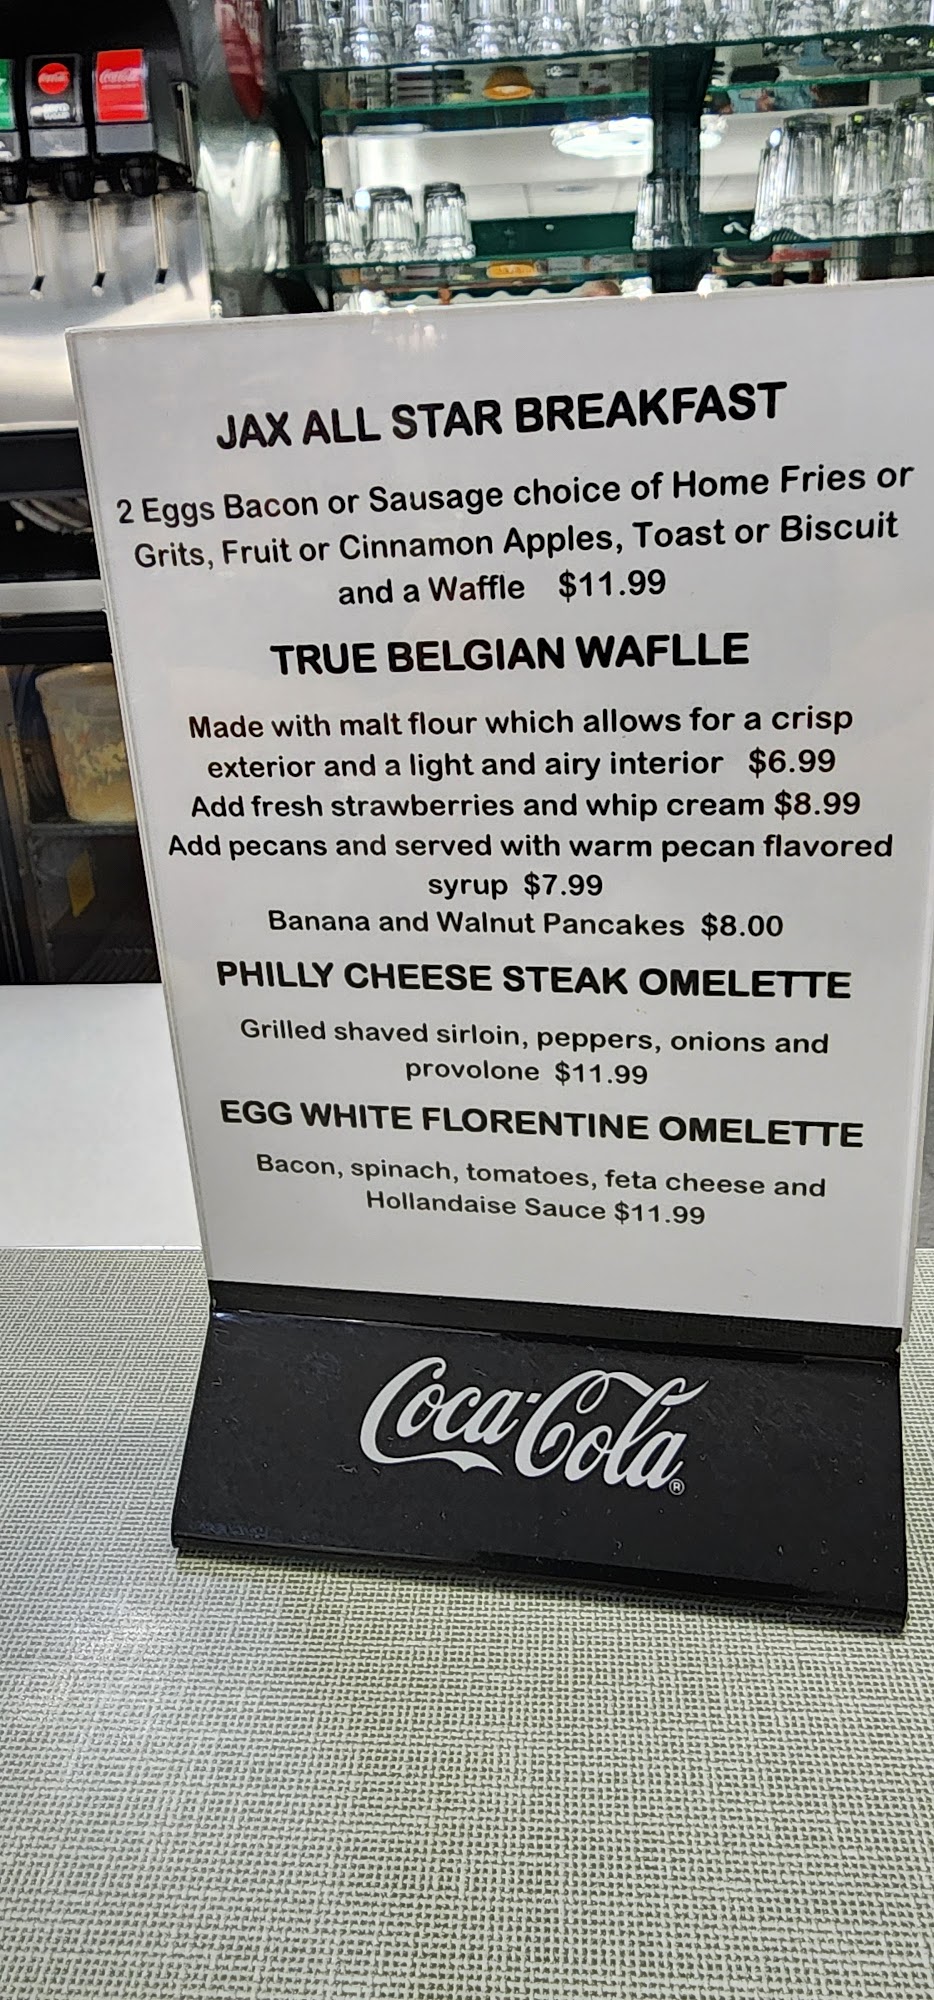 Coca-Cola
Coca-Cola
JAX ALL STAR BREAKFAST
2 Eggs Bacon or Sausage choice of Home Fries or
Grits, Fruit or Cinnamon Apples, Toast or Biscuit
and a Waffle $11.99
TRUE BELGIAN WAFLLE
Made with malt flour which allows for a crisp
exterior and a light and airy interior $6.99
Add fresh strawberries and whip cream $8.99
Add pecans and served with warm pecan flavored
syrup $7.99
Banana and Walnut Pancakes $8.00
PHILLY CHEESE STEAK OMELETTE
Grilled shaved sirloin, peppers, onions and
provolone $11.99
EGG WHITE FLORENTINE OMELETTE
Bacon, spinach, tomatoes, feta cheese and
Hollandaise Sauce $11.99
Coca-Cola®